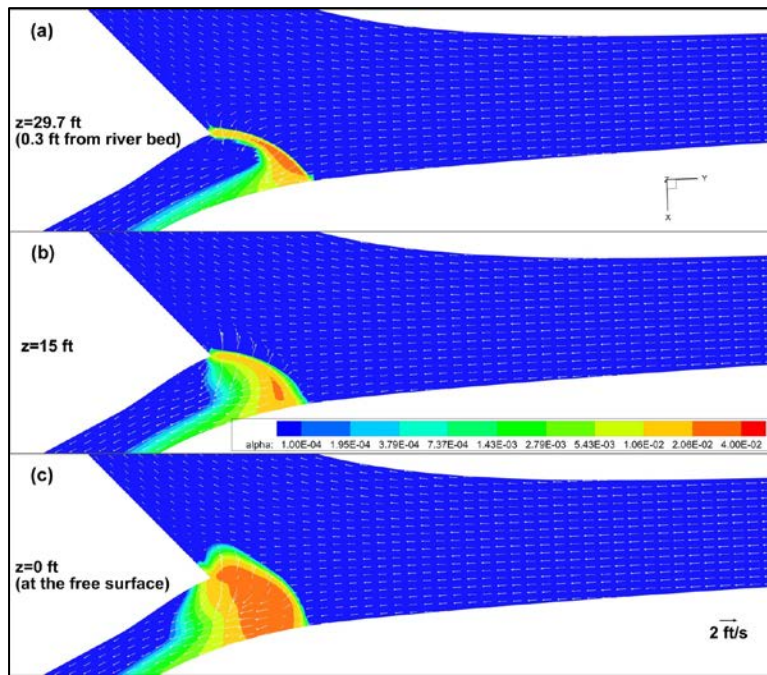 (a)
z=29.7 ft
(0.3 ft from river bed)
Z Y
X
(b)
z=15 ft
alpha: 1.00E-04 1.95E-04 3.79E-04 7.37E-04 1.43E-03 2.79E-03 5.43E-03 1.06E-02 2.06E-02 4.00E-02
(c)
z=0 ft
(at the free surface)
2 ft/s